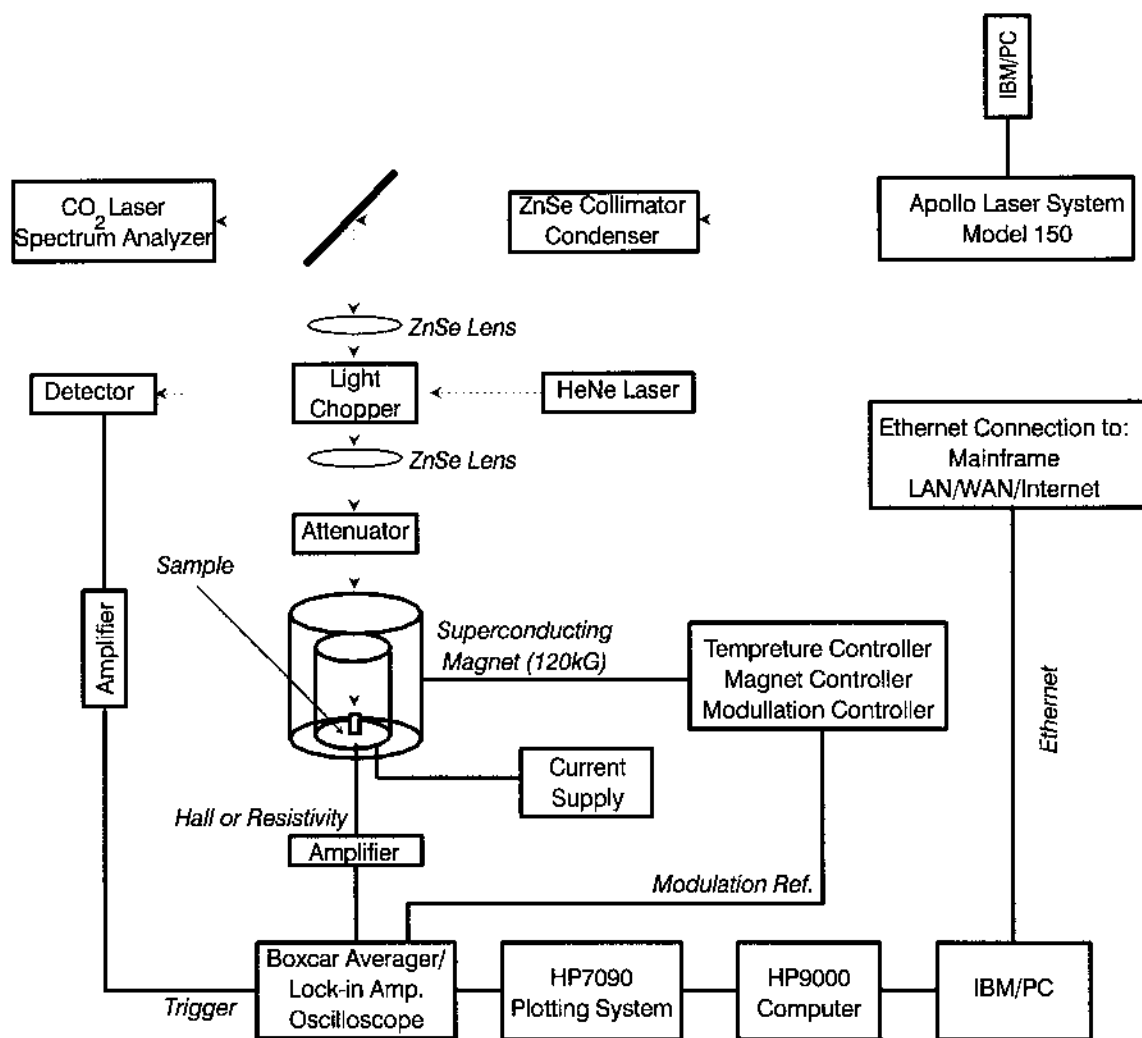 IBM/PC
CO2 Laser
Spectrum Analyzer
ZnSe Collimator
Condenser
Apollo Laser System
Model 150
ZnSe Lens
Detector
Light
Chopper
HeNe Laser
Ethernet Connection to:
Mainframe
LAN/WAN/Internet
ZnSe Lens
Attenuator
Sample
Amplifier
Superconducting
Magnet (120kG)
Tempreture Controller
Magnet Controller
Modullation Controller
Ethernet
Current
Supply
Hall or Resistivity
Amplifier
Modulation Ref.
Trigger
Boxcar Averager/
Lock-in Amp.
Oscilloscope
HP7090
Plotting System
HP9000
Computer
IBM/PC